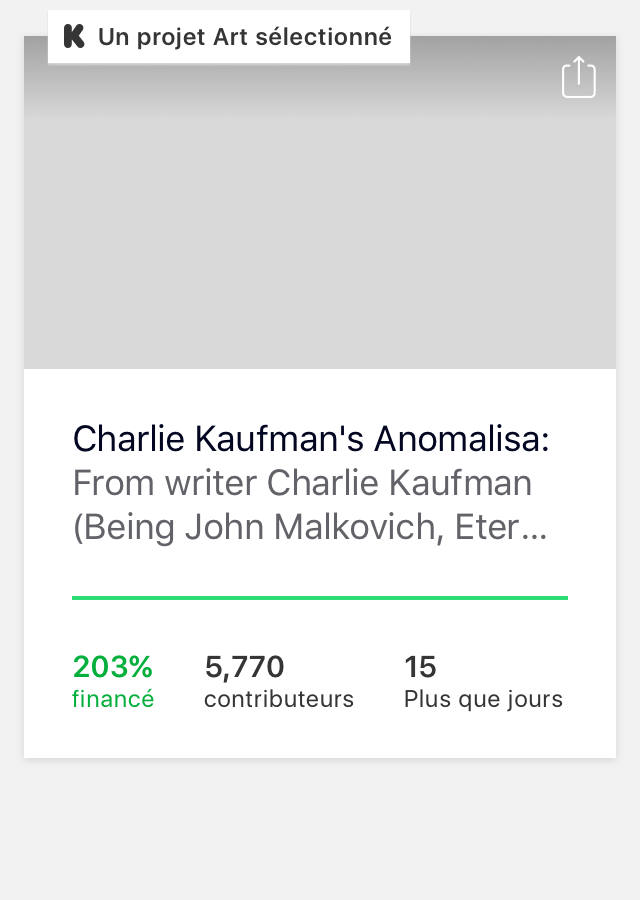 Un projet Art sélectionné
Charlie Kaufman's Anomalisa:
From writer Charlie Kaufman
(Being John Malkovich, Eter…
203% 5,770 15
financé contributeurs Plus que jours